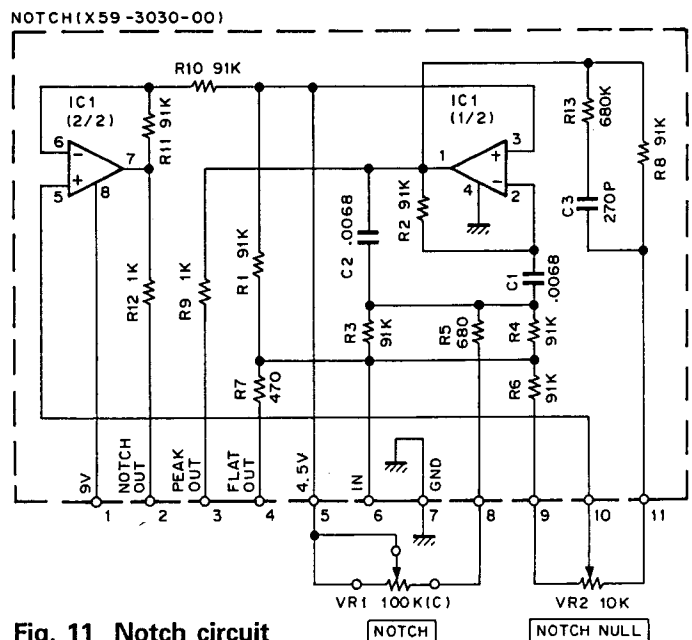 NOTCH(X59-3030-00)
R10 91K
IC1
(2/2)
R11 91K
6
5
7
8
-
+
IC1
(1/2)
1
3
4
2
+
-
R13 680K
R8 91K
R2 91K
C3 270P
C2 .0068
C1 .0068
R12 1K
R9 1K
R1 91K
R3 91K
R5 680
R4 91K
R7 470
R6 91K
9V
NOTCH OUT
PEAK OUT
FLAT OUT
4.5V
IN
GND
1 2 3 4 5 6 7 8 9 10 11
VR1 100K(C)
VR2 10K
NOTCH
NOTCH NULL
Fig. 11 Notch circuit